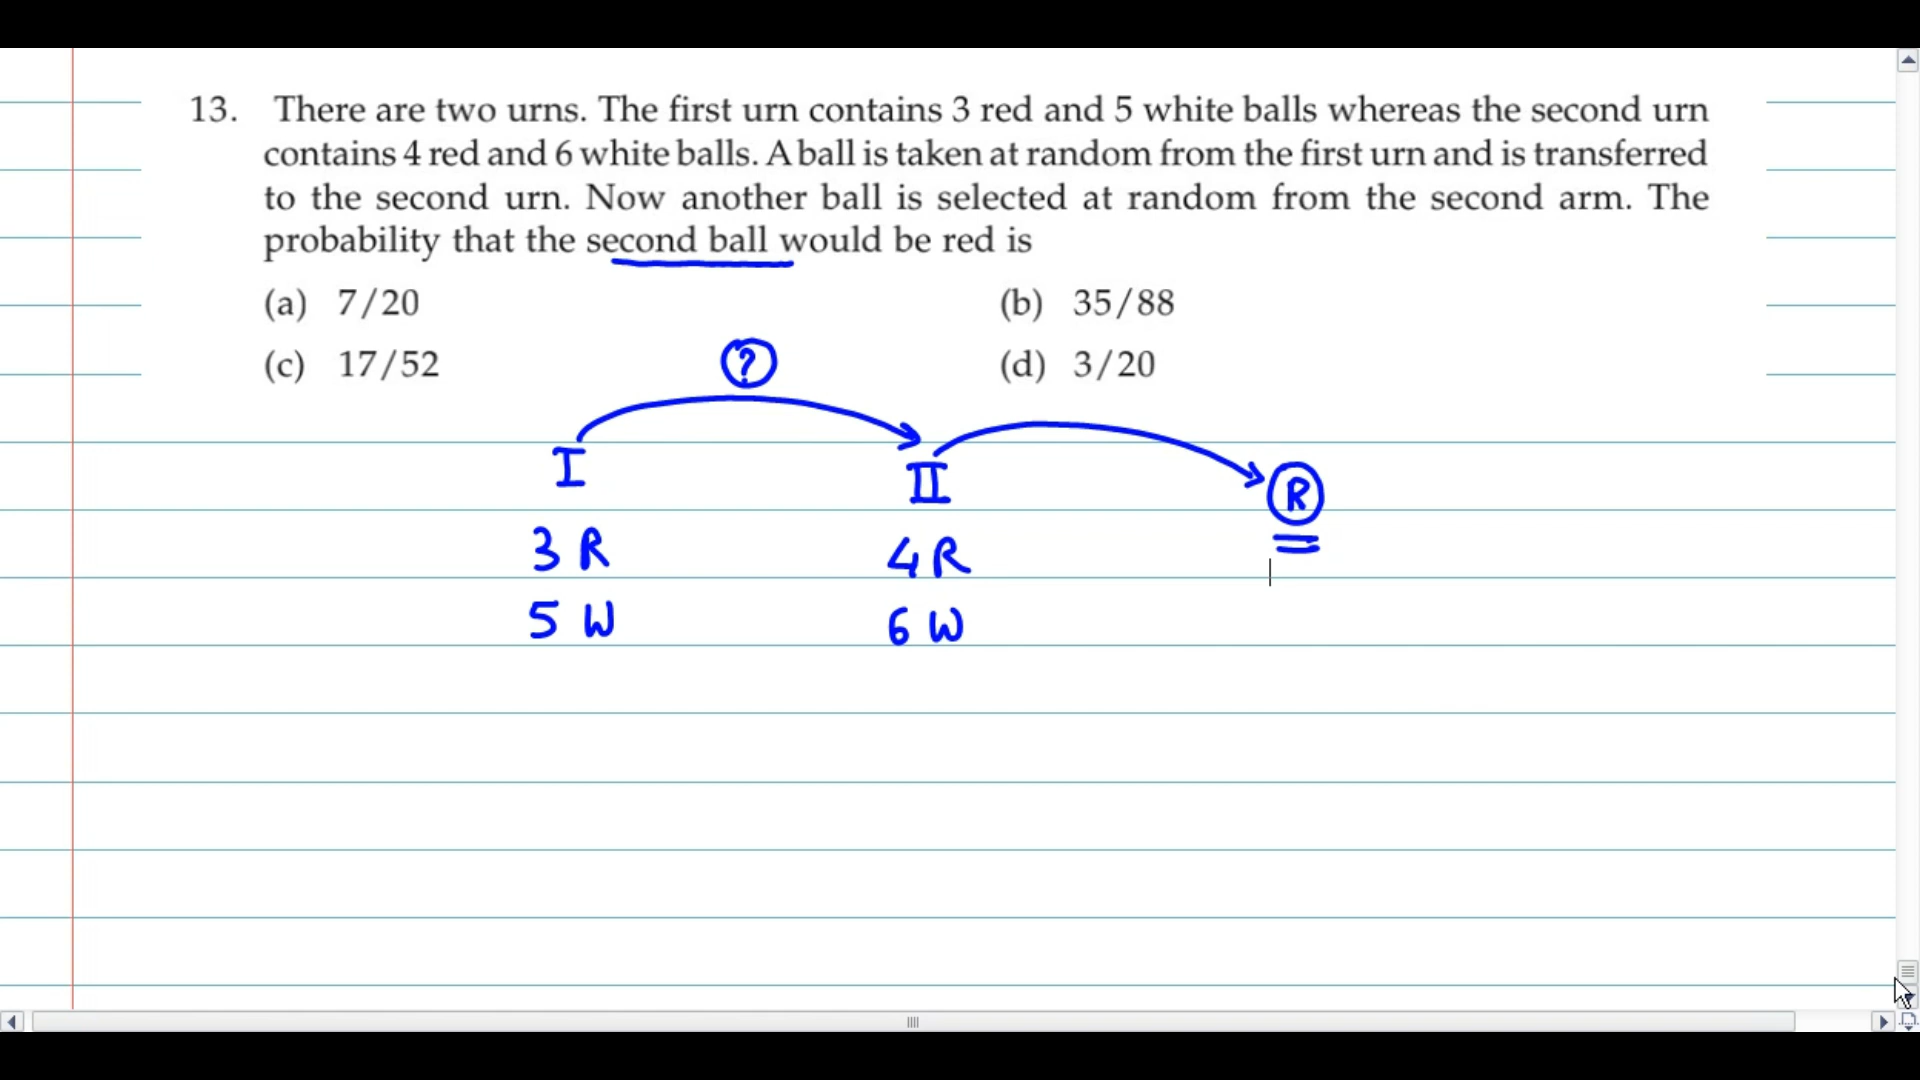 13. There are two urns. The first urn contains 3 red and 5 white balls whereas the second urn
contains 4 red and 6 white balls. A ball is taken at random from the first urn and is transferred
to the second urn. Now another ball is selected at random from the second arm. The
probability that the second ball would be red is
(a) 7/20 (b) 35/88
(c) 17/52 (d) 3/20
?
I II R
3 R 4 R
5 W 6 W